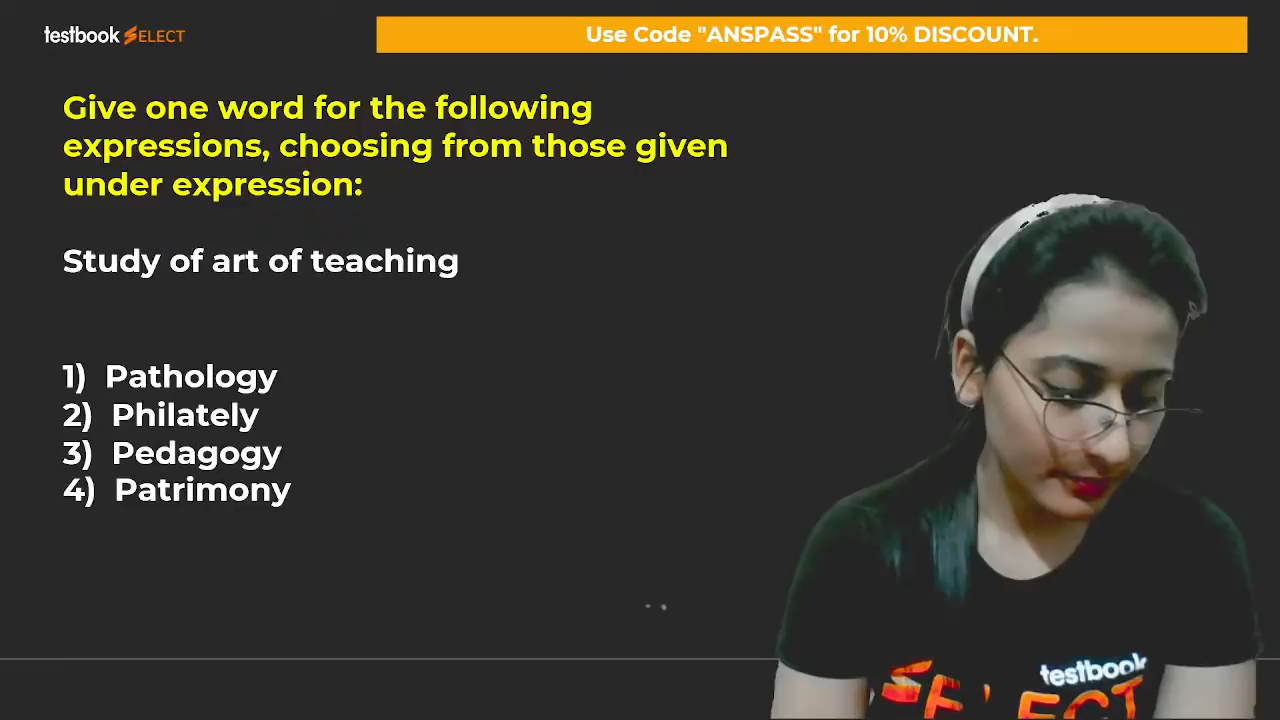 testbook SELECT
Use Code "ANSPASS" for 10% DISCOUNT.
Give one word for the following
expressions, choosing from those given
under expression:
Study of art of teaching
1) Pathology
2) Philately
3) Pedagogy
4) Patrimony
testbook
SELECT